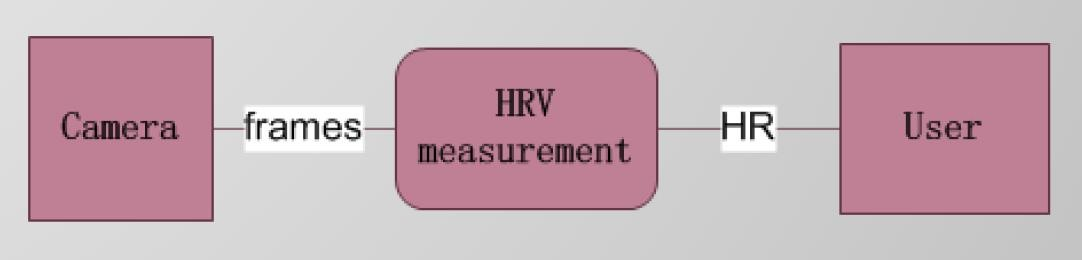 Camera
frames
HRV
measurement
HR
User